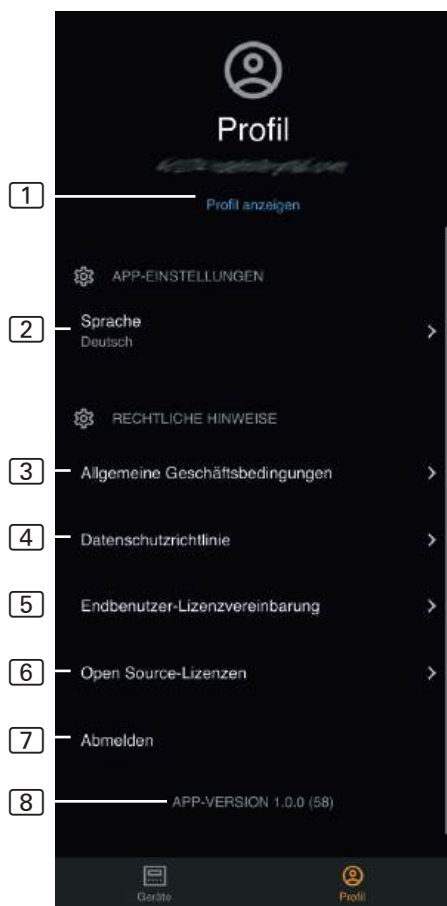 Profil
1
Profil anzeigen
APP-EINSTELLUNGEN
2
Sprache
Deutsch
RECHTLICHE HINWEISE
3
Allgemeine Geschäftsbedingungen
4
Datenschutzrichtlinie
5
Endbenutzer-Lizenzvereinbarung
6
Open Source-Lizenzen
7
Abmelden
8
APP-VERSION 1.0.0 (58)
Geräte
Profil